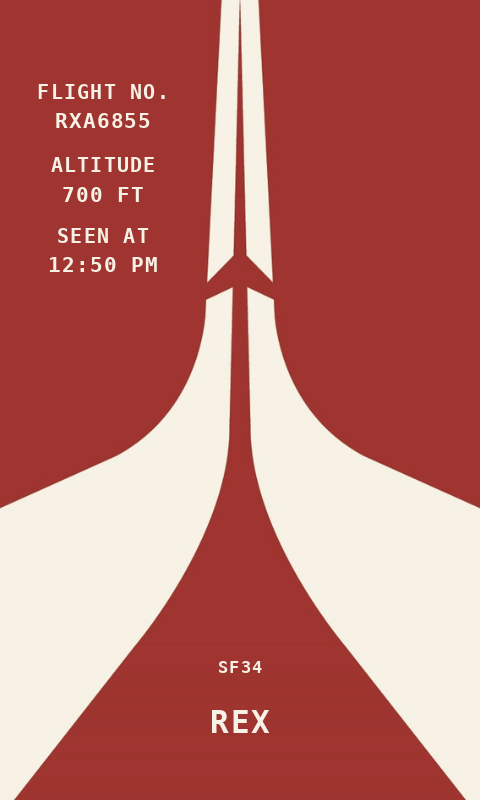 FLIGHT NO.
RXA6855
ALTITUDE
700 FT
SEEN AT
12:50 PM
SF34
REX